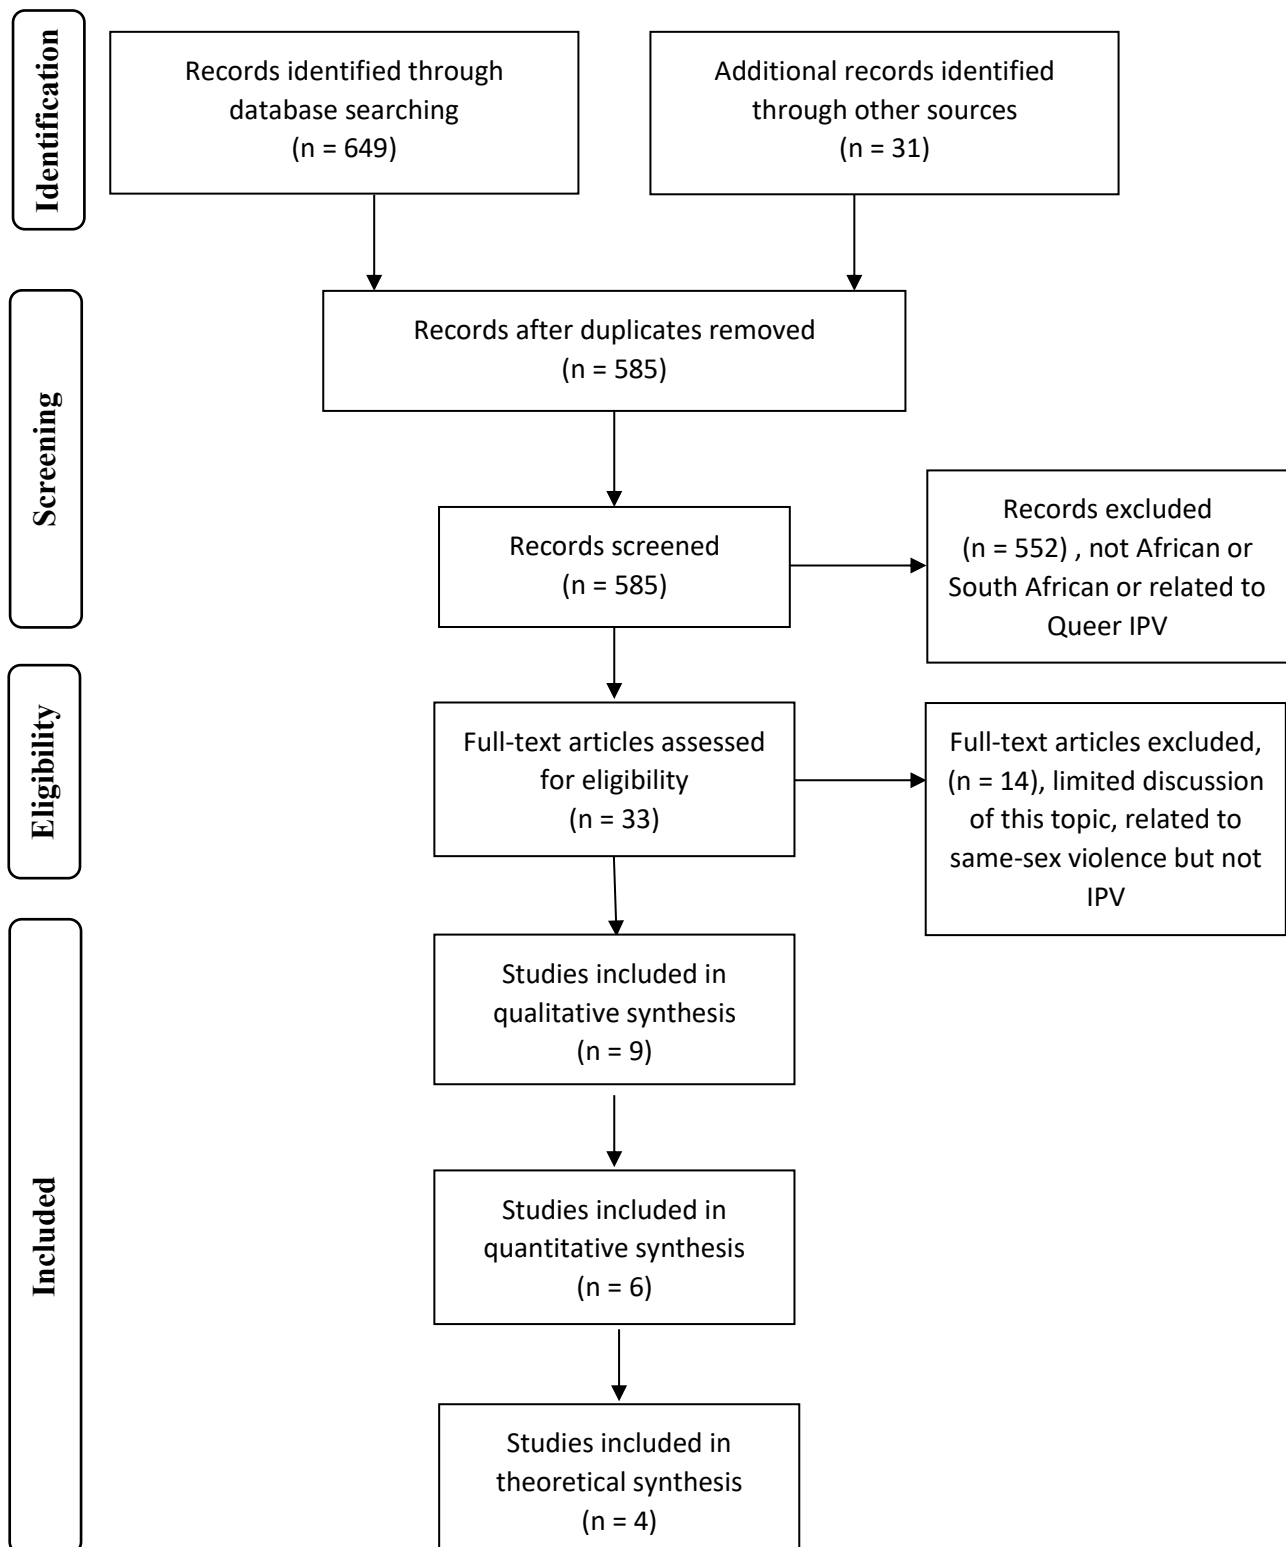 Identification
Records identified through
database searching
(n = 649)
Additional records identified
through other sources
(n = 31)
Screening
Records after duplicates removed
(n = 585)
Records screened
(n = 585)
Records excluded
(n = 552) , not African or
South African or related to
Queer IPV
Eligibility
Full-text articles assessed
for eligibility
(n = 33)
Full-text articles excluded,
(n = 14), limited discussion
of this topic, related to
same-sex violence but not
IPV
Included
Studies included in
qualitative synthesis
(n = 9)
Studies included in
quantitative synthesis
(n = 6)
Studies included in
theoretical synthesis
(n = 4)